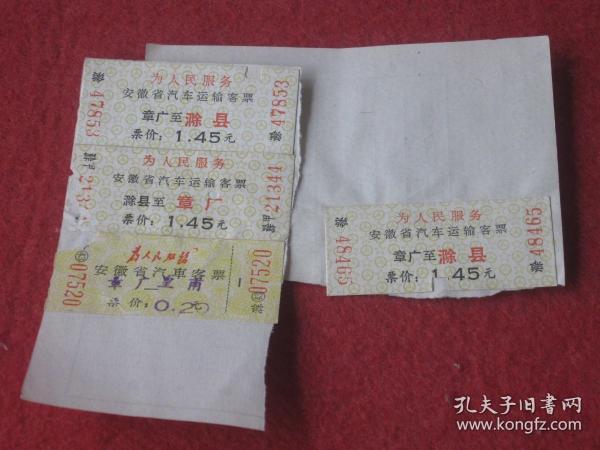 为人民服务
安徽省汽车运输客票
章广至滁县
票价：1.45元
47853
47853
为人民服务
安徽省汽车运输客票
滁县至 章广
票价：1.45元
21344
为人民服务
安徽省汽車客票
章广至甫
票价：0.20元
07520
07520
为人民服务
安徽省汽车运输客票
章广至滁县
票价：1.45元
48465
48465
孔夫子旧书网
www.kongfz.com